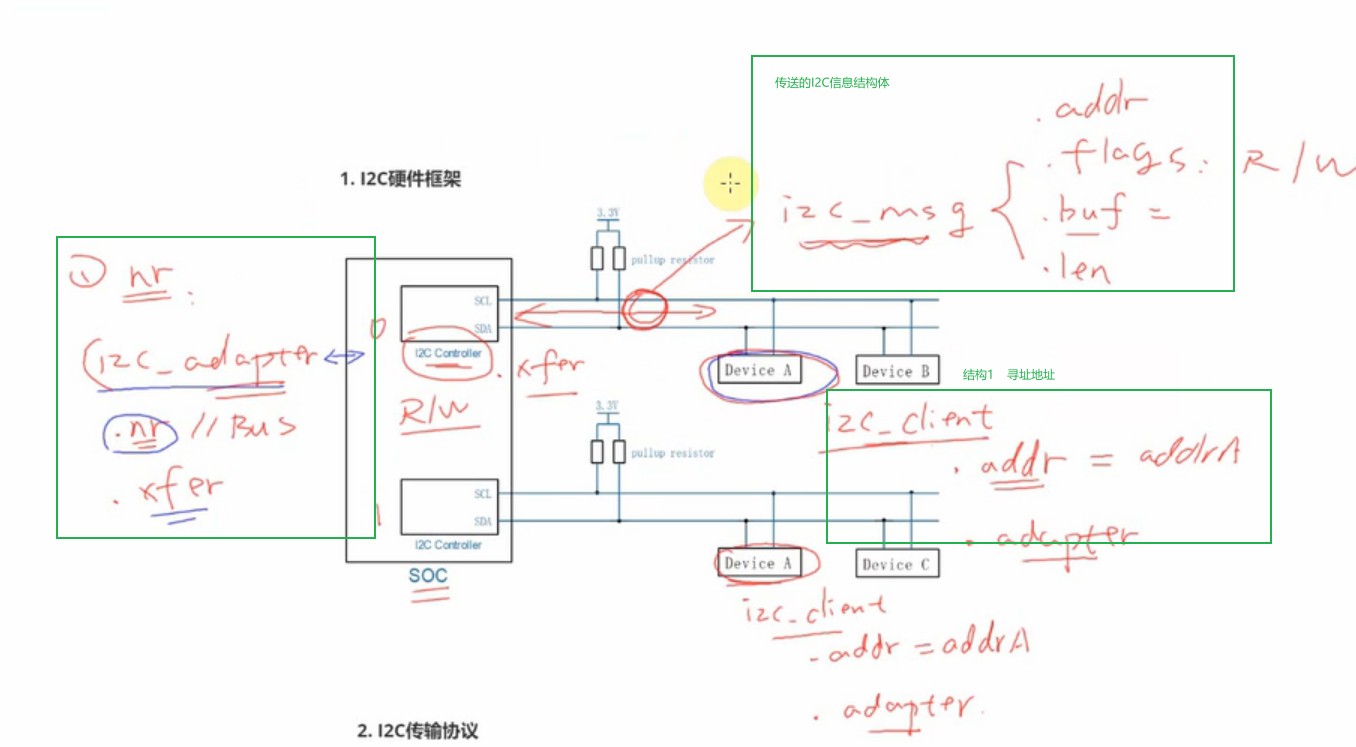 传送的I2C信息结构体
.addr
.flags: R/W
i2c_msg
.buf =
.len
1. I2C硬件框架
3.3V
pullup resistor
① nr:
SCL
0
SDA
i2c_adapter
I2C Controller
.xfer
Device A
Device B
结构1 寻址地址
.nr // Bus
R/W
3.3V
i2c_client
pullup resistor
.addr = addrA
.xfer
SCL
1
SDA
.adapter
I2C Controller
Device A
Device C
SOC
i2c_client
.addr = addrA
.adapter.
2. I2C传输协议